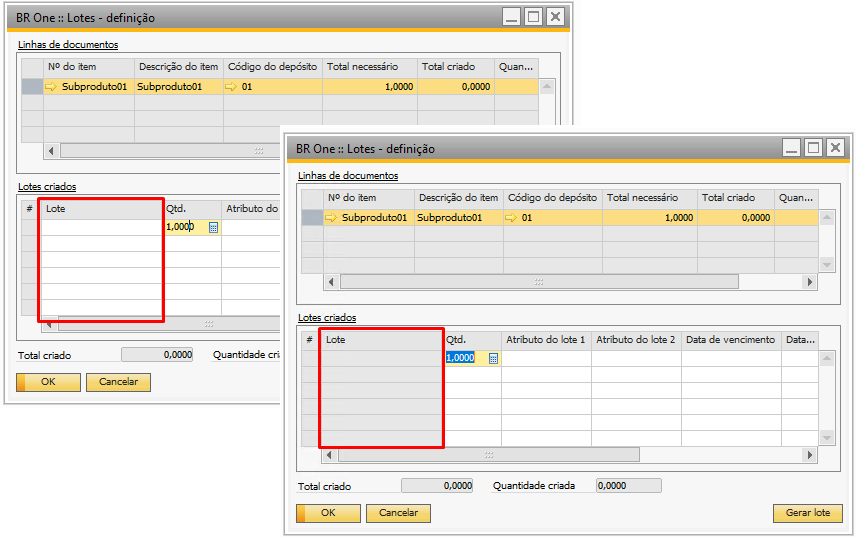 BR One :: Lotes - definição
Linhas de documentos
Nº do item Descrição do item Código do depósito Total necessário Total criado Quan...
Subproduto01 Subproduto01 01 1,0000 0,0000
Lotes criados
# Lote Qtd. Atributo do
1,0000
Total criado 0,0000 Quantidade cria
OK Cancelar
BR One :: Lotes - definição
Linhas de documentos
Nº do item Descrição do item Código do depósito Total necessário Total criado Quan...
Subproduto01 Subproduto01 01 1,0000 0,0000
Lotes criados
# Lote Qtd. Atributo do lote 1 Atributo do lote 2 Data de vencimento Data...
1,0000
Total criado 0,0000 Quantidade criada 0,0000
OK Cancelar Gerar lote